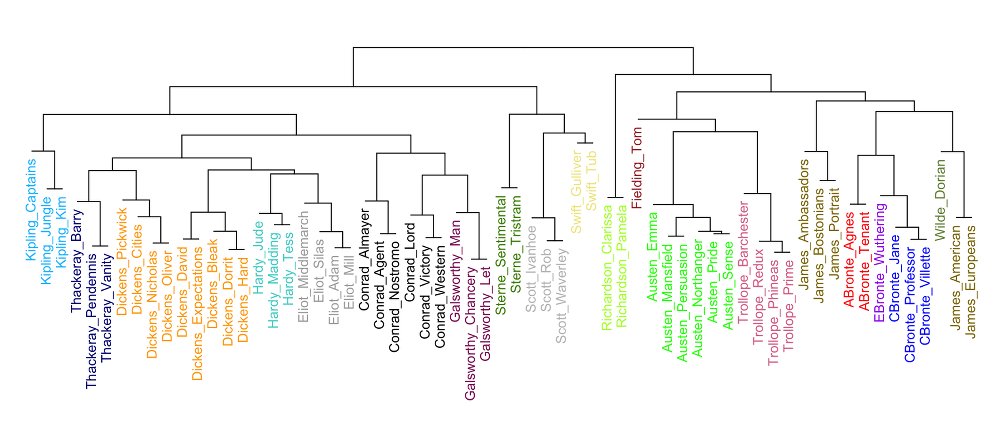 Kipling_Captains
Kipling_Jungle
Kipling_Kim
Thackeray_Barry
Thackeray_Pendennis
Thackeray_Vanity
Dickens_Pickwick
Dickens_Cities
Dickens_Nicholas
Dickens_Oliver
Dickens_David
Dickens_Expectations
Dickens_Bleak
Dickens_Dorrit
Dickens_Hard
Hardy_Jude
Hardy_Madding
Hardy_Tess
Eliot_Middlemarch
Eliot_Silas
Eliot_Adam
Eliot_Mill
Conrad_Almayer
Conrad_Agent
Conrad_Nostromo
Conrad_Lord
Conrad_Victory
Conrad_Western
Galsworthy_Man
Galsworthy_Chancery
Galsworthy_Let
Sterne_Sentimental
Sterne_Tristram
Scott_Ivanhoe
Scott_Rob
Scott_Waverley
Swift_Gulliver
Swift_Tub
Richardson_Clarissa
Richardson_Pamela
Fielding_Tom
Austen_Emma
Austen_Mansfield
Austen_Persuasion
Austen_Northanger
Austen_Pride
Austen_Sense
Trollope_Barchester
Trollope_Redux
Trollope_Phineas
Trollope_Prime
James_Ambassadors
James_Bostonians
James_Portrait
ABronte_Agnes
ABronte_Tenant
EBronte_Wuthering
CBronte_Jane
CBronte_Professor
CBronte_Villette
Wilde_Dorian
James_American
James_Europeans